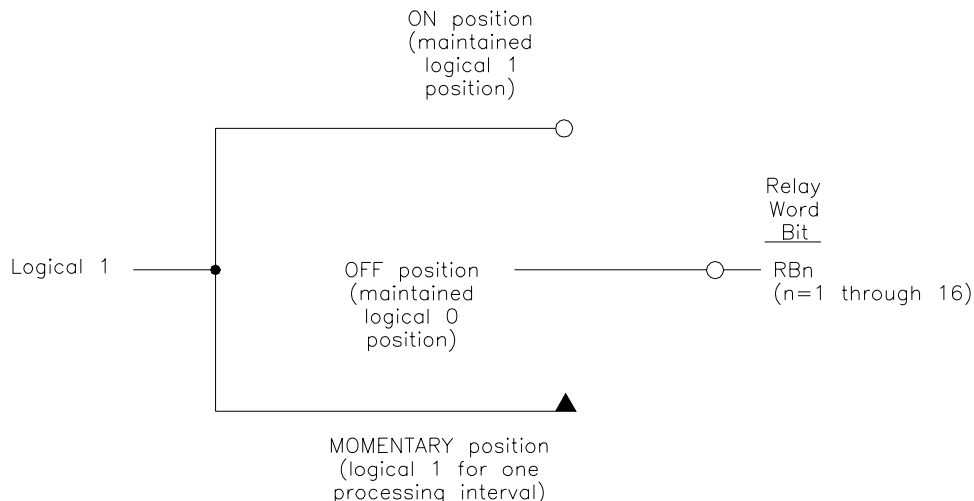 ON position
(maintained
logical 1
position)
Relay
Word
Bit
Logical 1
OFF position
(maintained
logical 0
position)
RBn
(n=1 through 16)
MOMENTARY position
(logical 1 for one
processing interval)